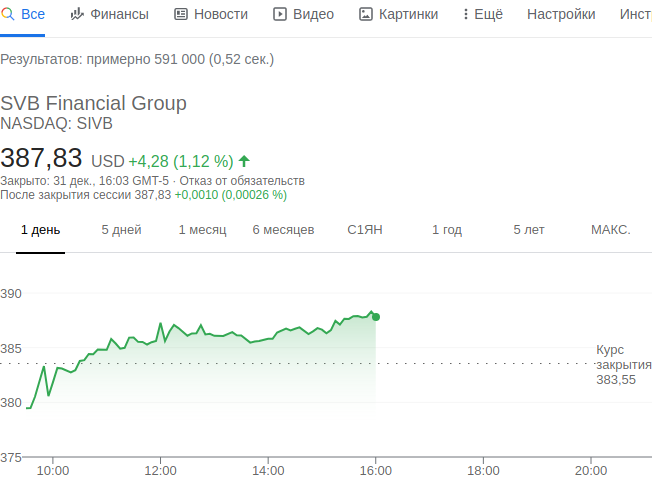 Все Финансы Новости Видео Картинки Ещё Настройки Инст
Результатов: примерно 591 000 (0,52 сек.)
SVB Financial Group
NASDAQ: SIVB
387,83 USD +4,28 (1,12 %)
Закрыто: 31 дек., 16:03 GMT-5 · Отказ от обязательств
После закрытия сессии 387,83 +0,0010 (0,00026 %)
1 день 5 дней 1 месяц 6 месяцев С1ЯН 1 год 5 лет МАКС.
390
385
Курс
закрытия
383,55
380
375
10:00 12:00 14:00 16:00 18:00 20:00